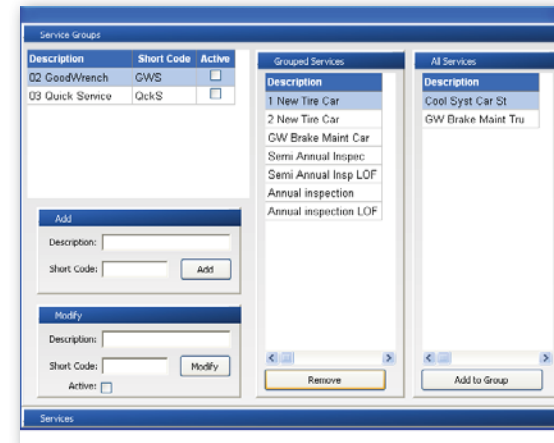 Service Groups
Description Short Code Active
02 GoodWrench GWS
03 Quick Service QckS
Add
Description:
Short Code: Add
Modify
Description:
Short Code: Modify
Active:
Grouped Services
Description
1 New Tire Car
2 New Tire Car
GW Brake Maint Car
Semi Annual Inspec
Semi Annual Insp LOF
Annual inspection
Annual inspection LOF
Remove
All Services
Description
Cool Syst Car St
GW Brake Maint Tru
Add to Group
Services